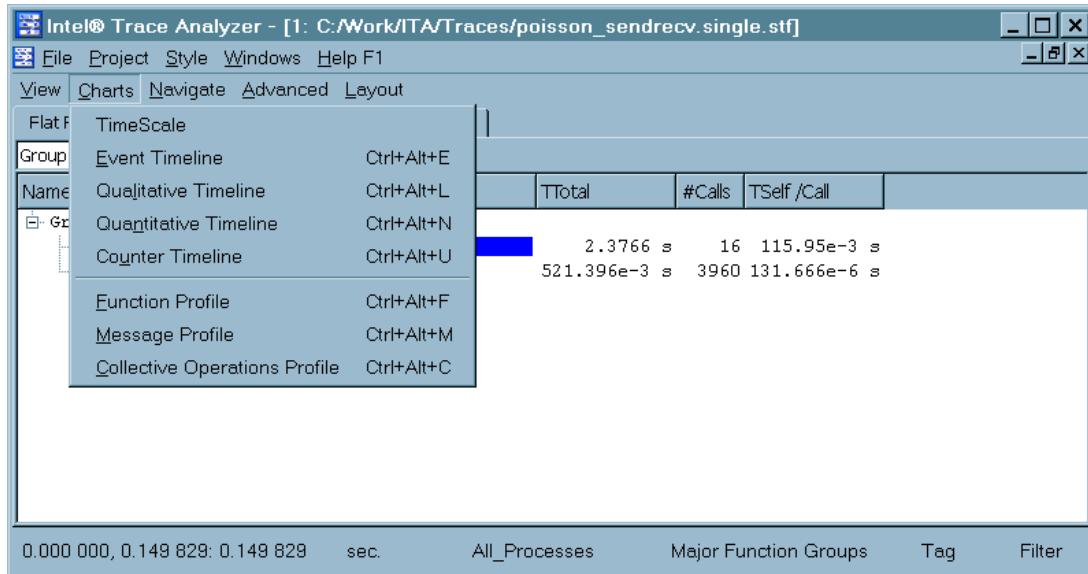 Intel® Trace Analyzer - [1: C:/Work/ITA/Traces/poisson_sendrecv.single.stf]
File Project Style Windows Help F1
View Charts Navigate Advanced Layout
Flat
TimeScale
Group
Event Timeline Ctrl+Alt+E
Name
Qualitative Timeline Ctrl+Alt+L
TTotal #Calls TSelf /Call
Quantitative Timeline Ctrl+Alt+N
2.3766 s 16 115.95e-3 s
Counter Timeline Ctrl+Alt+U
521.396e-3 s 3960 131.666e-6 s
Function Profile Ctrl+Alt+F
Message Profile Ctrl+Alt+M
Collective Operations Profile Ctrl+Alt+C
0.000 000, 0.149 829: 0.149 829 sec. All_Processes Major Function Groups Tag Filter